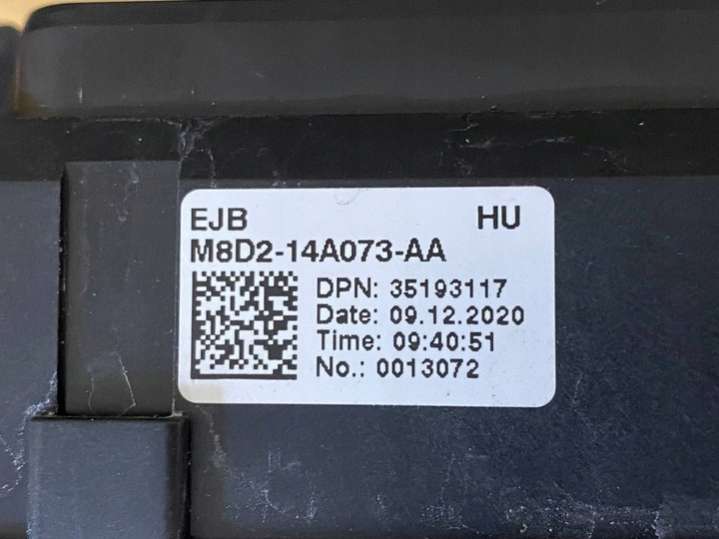 EJB HU
M8D2-14A073-AA
DPN: 35193117
Date: 09.12.2020
Time: 09:40:51
No.: 0013072